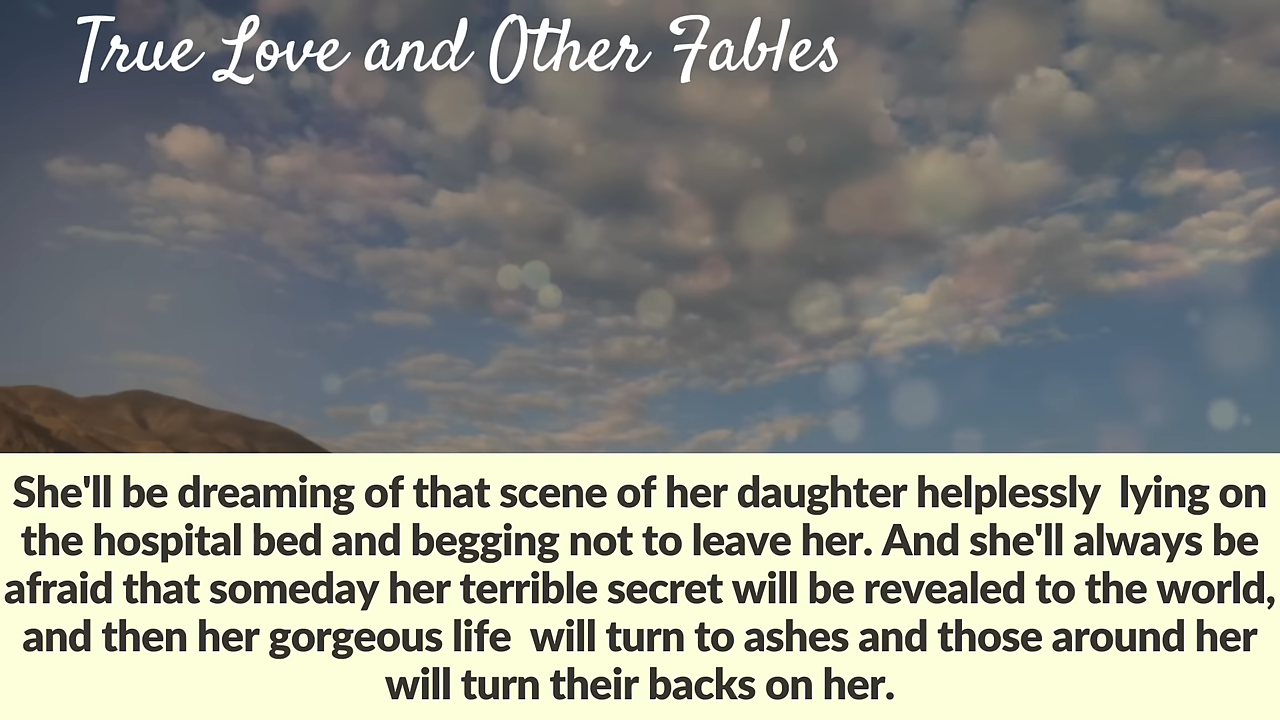 True Love and Other Fables
She'll be dreaming of that scene of her daughter helplessly  lying on
the hospital bed and begging not to leave her. And she'll always be
afraid that someday her terrible secret will be revealed to the world,
and then her gorgeous life  will turn to ashes and those around her
will turn their backs on her.